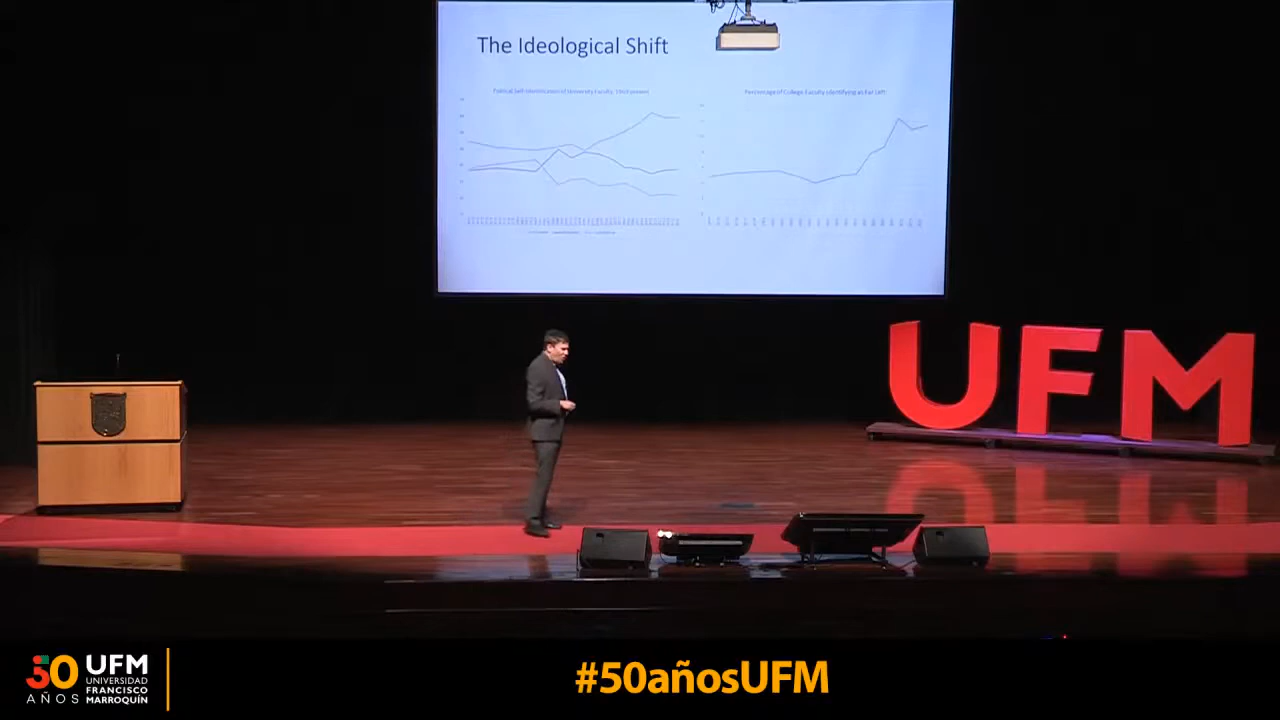 The Ideological Shift
Political Self-Identification of University Faculty, 1969-present
Percentage of College Faculty Identifying as Far Left
UFM
50
AÑOS
UFM
UNIVERSIDAD
FRANCISCO
MARROQUÍN
#50añosUFM